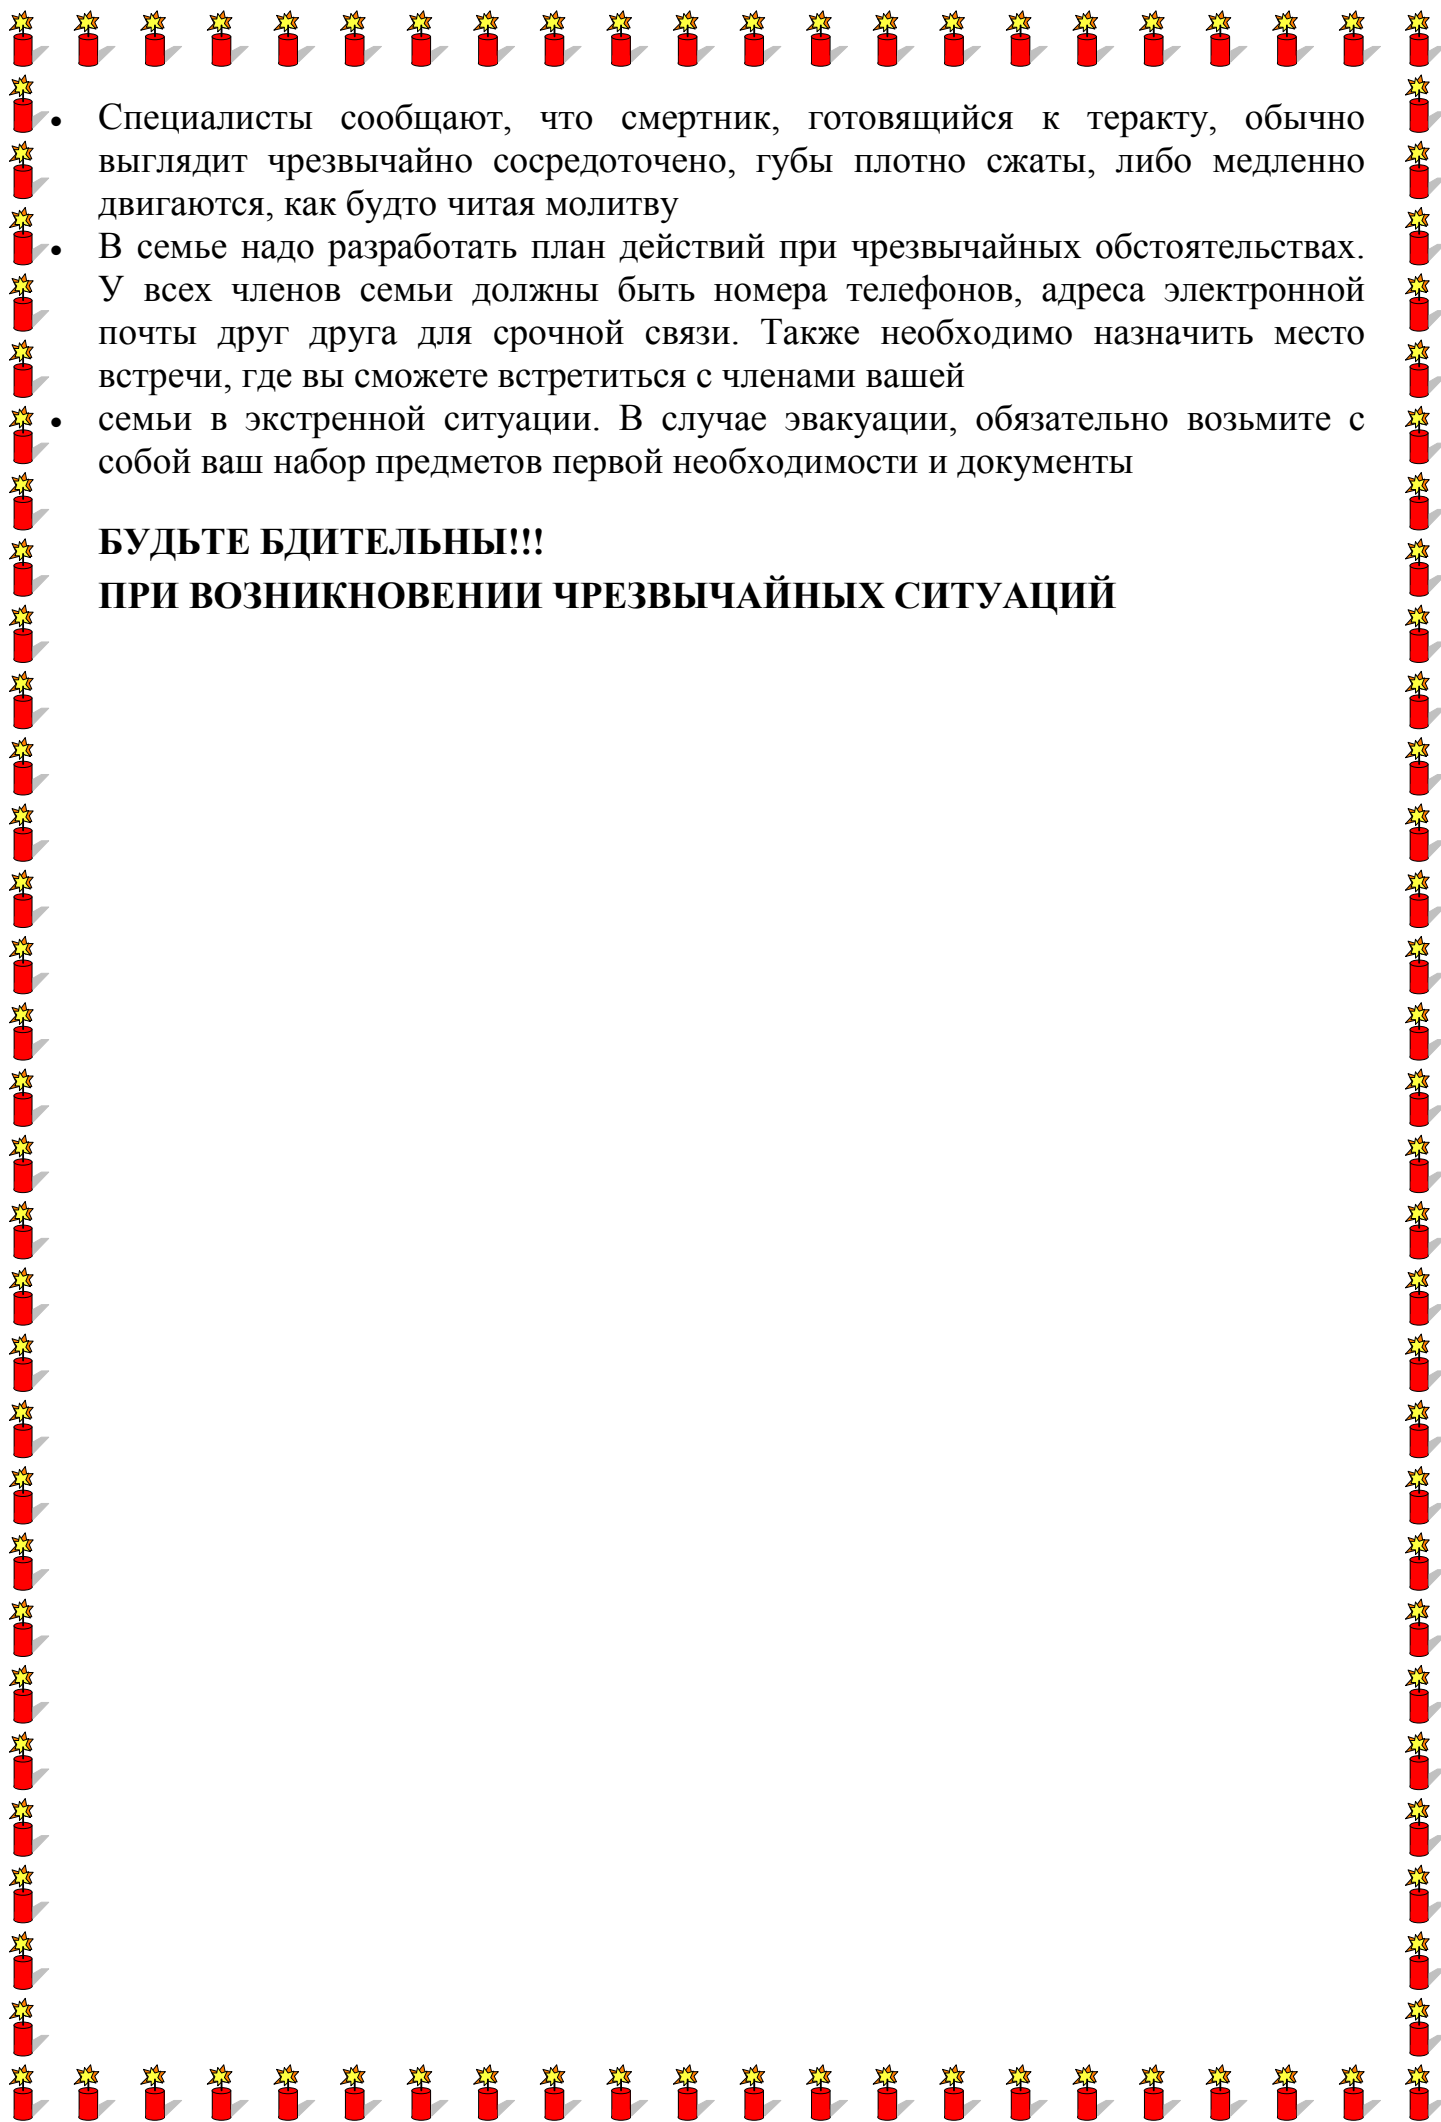 • Специалисты сообщают, что смертник, готовящийся к теракту, обычно
выглядит чрезвычайно сосредоточено, губы плотно сжаты, либо медленно
двигаются, как будто читая молитву
• В семье надо разработать план действий при чрезвычайных обстоятельствах.
У всех членов семьи должны быть номера телефонов, адреса электронной
почты друг друга для срочной связи. Также необходимо назначить место
встречи, где вы сможете встретиться с членами вашей
• семьи в экстренной ситуации. В случае эвакуации, обязательно возьмите с
собой ваш набор предметов первой необходимости и документы
БУДЬТЕ БДИТЕЛЬНЫ!!!
ПРИ ВОЗНИКНОВЕНИИ ЧРЕЗВЫЧАЙНЫХ СИТУАЦИЙ